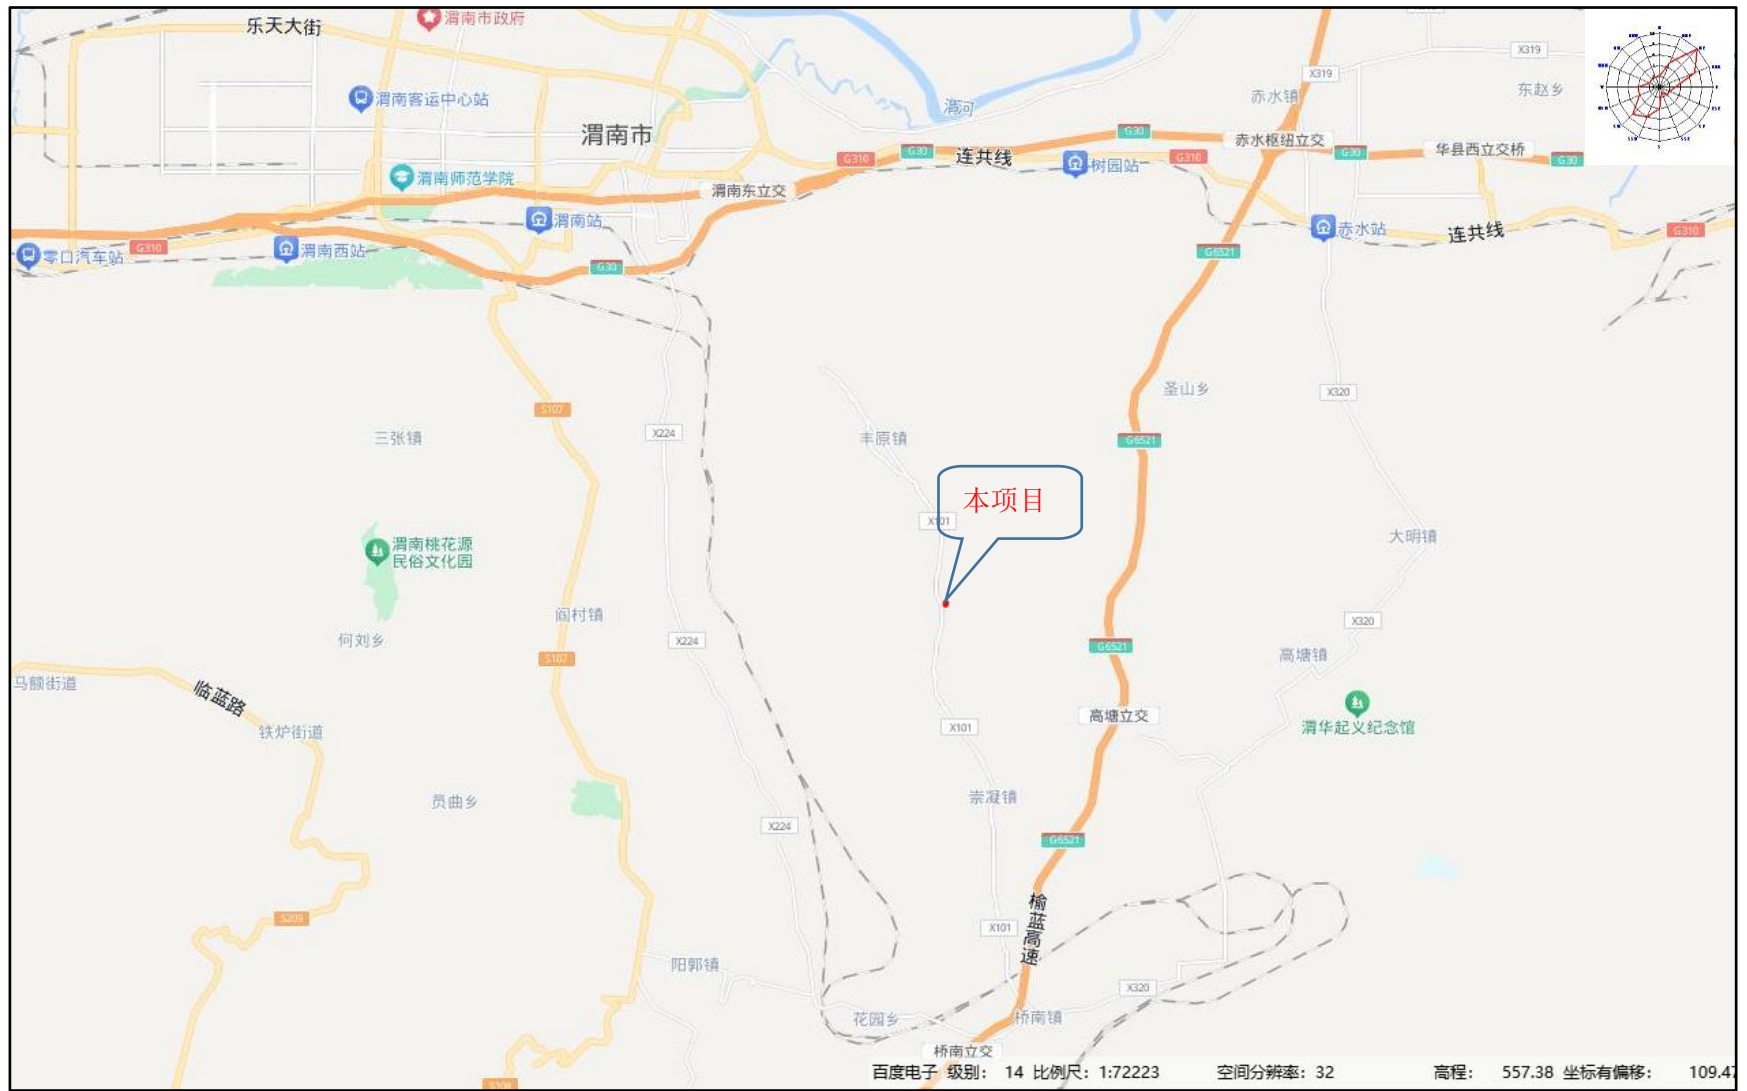 乐天大街
渭南市政府
X319
X319
渭南客运中心站
渭河
赤水镇
东赵乡
渭南市
G30
赤水枢纽立交
华县西立交桥
G310
G30
连共线
树园站
G310
G30
G30
渭南师范学院
渭南东立交
渭南站
赤水站
连共线
G310
零口汽车站
G310
渭南西站
G30
G6521
圣山乡
X320
S107
三张镇
X224
丰原镇
G6521
本项目
X101
大明镇
渭南桃花源
民俗文化园
阎村镇
何刘乡
X224
G6521
X320
高塘镇
S107
马额街道
临蓝路
铁炉街道
X101
高塘立交
渭华起义纪念馆
员曲乡
崇凝镇
X224
G6521
S209
X101
榆蓝高速
阳郭镇
X320
花园乡
桥南镇
桥南立交
百度电子 级别： 14 比例尺：1:72223 空间分辨率：32 高程： 557.38 坐标有偏移： 109.47